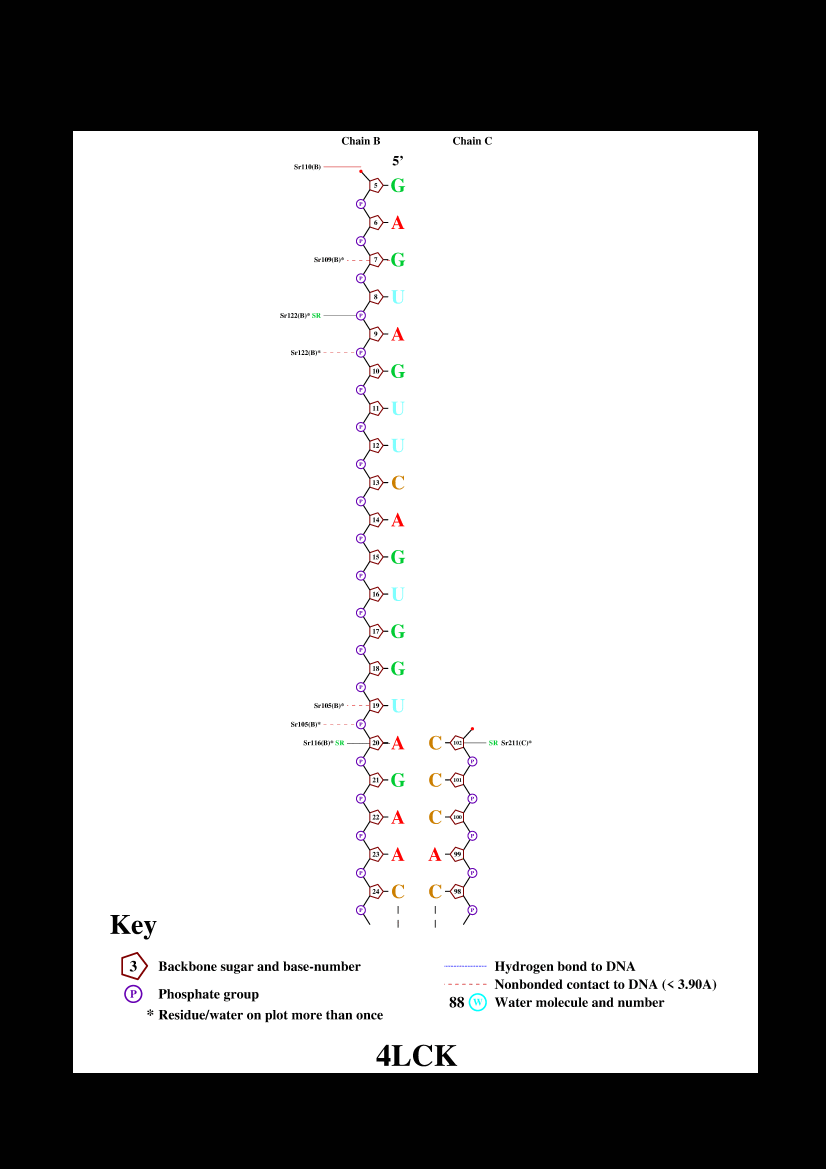 Chain B Chain C
5’
Sr110(B)
5 G
P
6 A
P
Sr109(B)* 7 G
P
8 U
Sr122(B)* SR P
9 A
Sr122(B)* P
10 G
P
11 U
P
12 U
P
13 C
P
14 A
P
15 G
P
16 U
P
17 G
P
18 G
P
Sr105(B)* 19 U
Sr105(B)* P
Sr116(B)* SR 20 A C 102 SR Sr211(C)*
P P
21 G C 101
P P
22 A C 100
P P
23 A A 99
P P
24 C C 98
P P
Key
3 Backbone sugar and base-number
P Phosphate group
* Residue/water on plot more than once
Hydrogen bond to DNA
Nonbonded contact to DNA (< 3.90A)
88 W Water molecule and number
4LCK